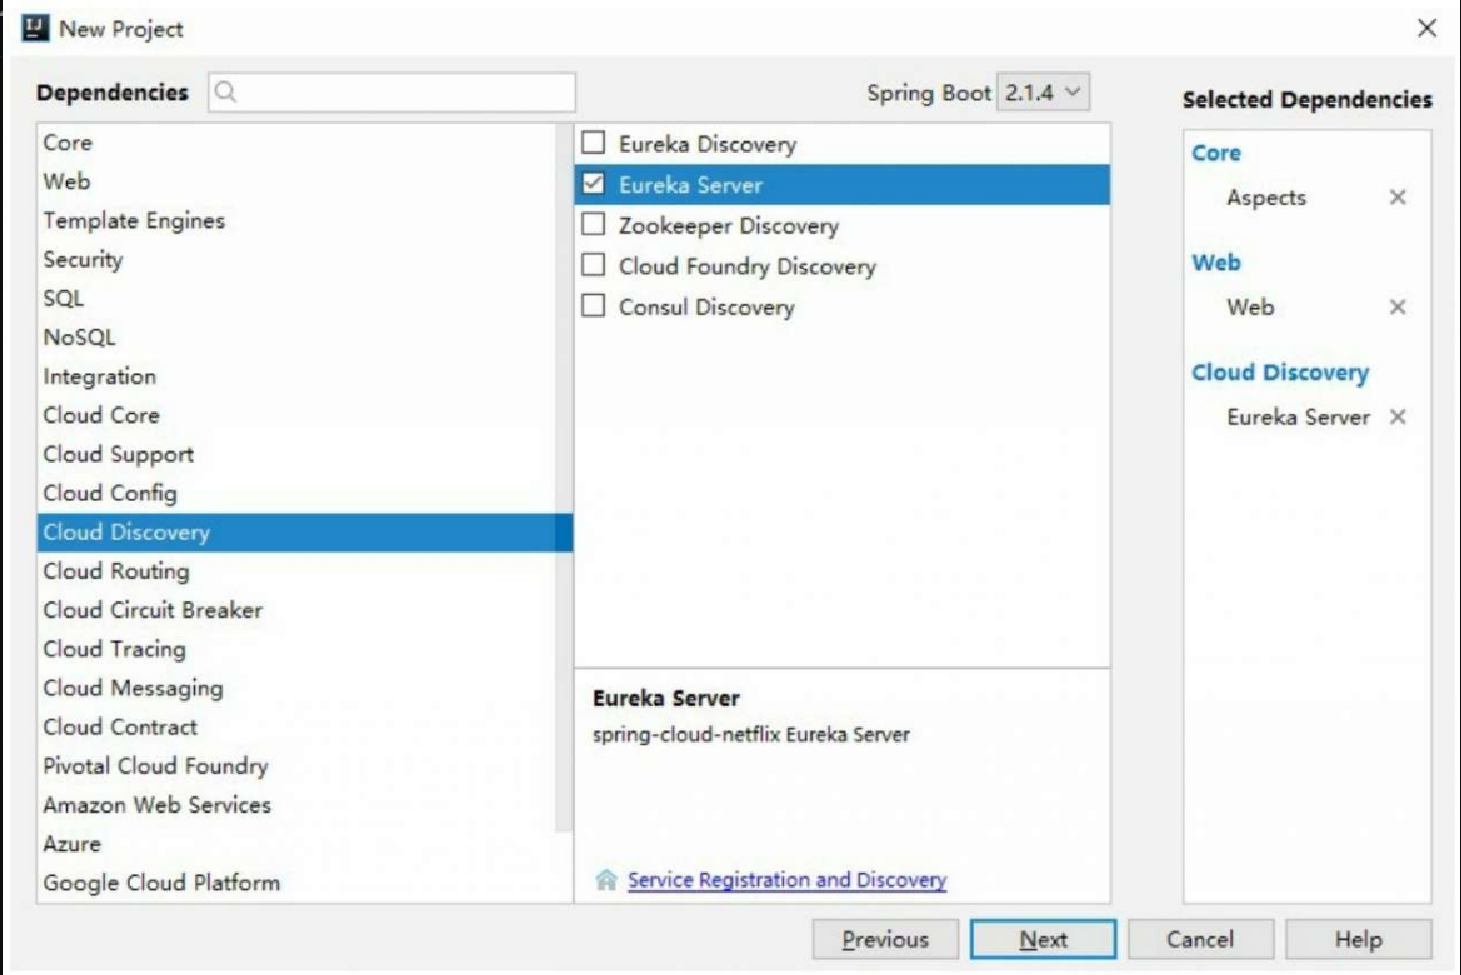 New Project
Dependencies
Spring Boot 2.1.4
Selected Dependencies
Core
Web
Template Engines
Security
SQL
NoSQL
Integration
Cloud Core
Cloud Support
Cloud Config
Cloud Discovery
Cloud Routing
Cloud Circuit Breaker
Cloud Tracing
Cloud Messaging
Cloud Contract
Pivotal Cloud Foundry
Amazon Web Services
Azure
Google Cloud Platform
Eureka Discovery
Eureka Server
Zookeeper Discovery
Cloud Foundry Discovery
Consul Discovery
Eureka Server
spring-cloud-netflix Eureka Server
Service Registration and Discovery
Core
Aspects
Web
Web
Cloud Discovery
Eureka Server
Previous
Next
Cancel
Help